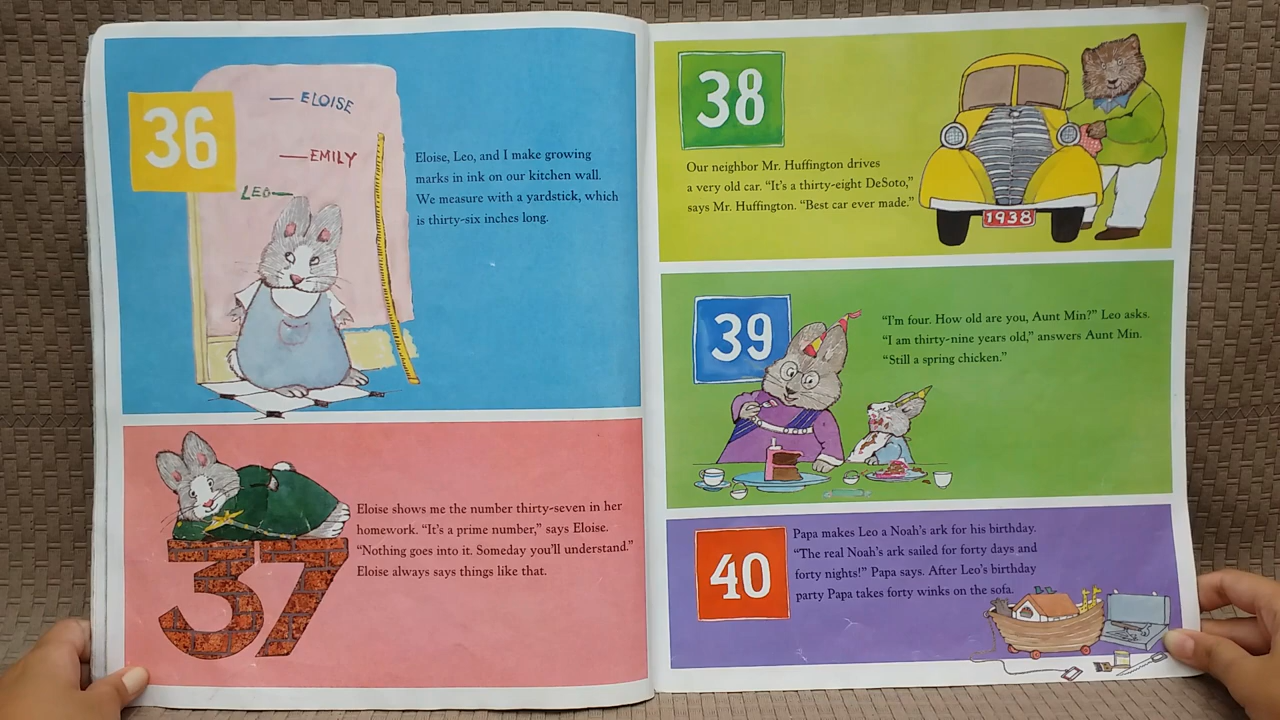 36
ELOISE
EMILY
LEO
Eloise, Leo, and I make growing
marks in ink on our kitchen wall.
We measure with a yardstick, which
is thirty-six inches long.
37
Eloise shows me the number thirty-seven in her
homework. “It’s a prime number,” says Eloise.
“Nothing goes into it. Someday you’ll understand.”
Eloise always says things like that.
38
Our neighbor Mr. Huffington drives
a very old car. “It’s a thirty-eight DeSoto,”
says Mr. Huffington. “Best car ever made.”
1938
39
“I’m four. How old are you, Aunt Min?” Leo asks.
“I am thirty-nine years old,” answers Aunt Min.
“Still a spring chicken.”
40
Papa makes Leo a Noah’s ark for his birthday.
“The real Noah’s ark sailed for forty days and
forty nights!” Papa says. After Leo’s birthday
party Papa takes forty winks on the sofa.